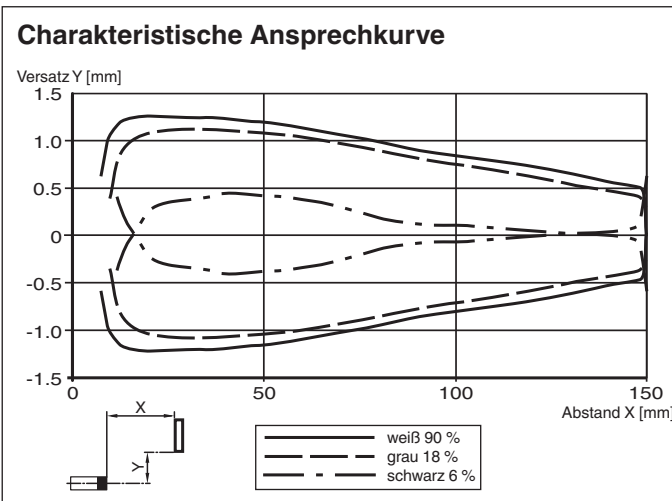 Charakteristische Ansprechkurve
Versatz Y [mm]
1.5
1.0
0.5
0
-0.5
-1.0
-1.5
0
50
100
150
Abstand X [mm]
X
Y
weiß 90 %
grau 18 %
schwarz 6 %